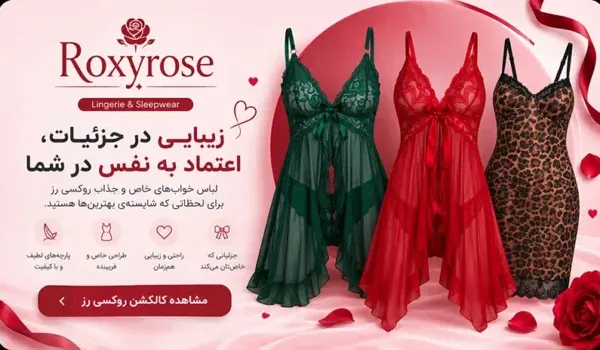 Roxyrose
Lingerie & Sleepwear
زیبایی در جزئیات،
اعتماد به نفس در شما
لباس خواب‌های خاص و جذاب روکسی رز
برای لحظاتی که شایسته‌ی بهترین‌ها هستید.
جزئیاتی که
خاص‌تان می‌کند
راحتی و زیبایی
هم‌زمان
طراحی خاص و
فریبنده
پارچه‌های لطیف
و با کیفیت
مشاهده کالکشن روکسی رز